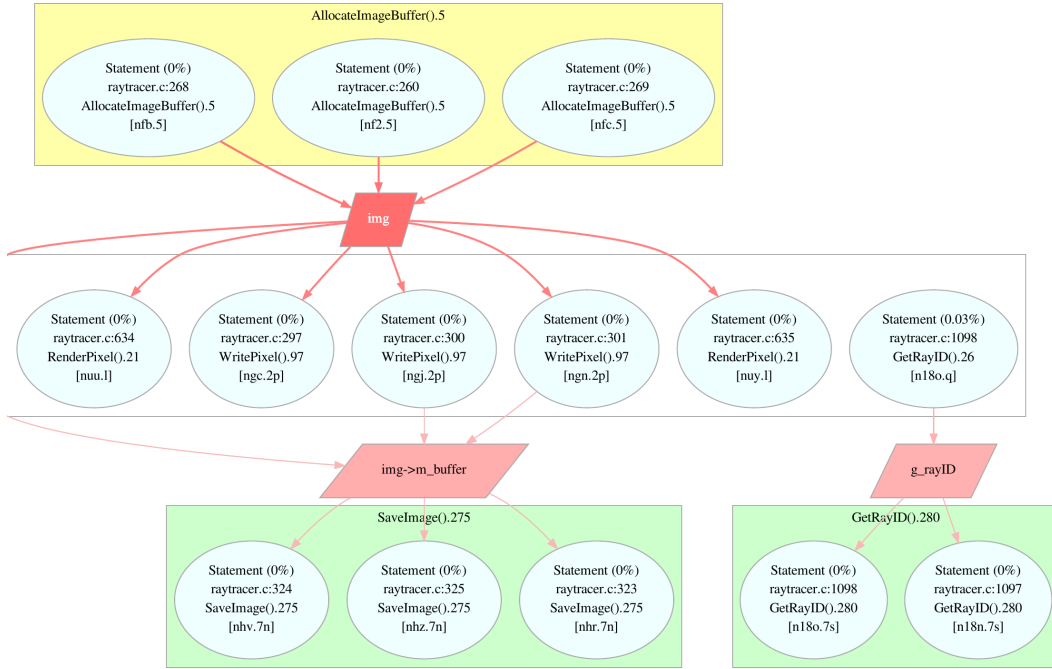 AllocateImageBuffer().5
Statement (0%)
raytracer.c:268
AllocateImageBuffer().5
[nfb.5]
Statement (0%)
raytracer.c:260
AllocateImageBuffer().5
[nf2.5]
Statement (0%)
raytracer.c:269
AllocateImageBuffer().5
[nfc.5]
img
Statement (0%)
raytracer.c:634
RenderPixel().21
[nuu.l]
Statement (0%)
raytracer.c:297
WritePixel().97
[ngc.2p]
Statement (0%)
raytracer.c:300
WritePixel().97
[ngj.2p]
Statement (0%)
raytracer.c:301
WritePixel().97
[ngn.2p]
Statement (0%)
raytracer.c:635
RenderPixel().21
[nuy.l]
Statement (0.03%)
raytracer.c:1098
GetRayID().26
[n18o.q]
img->m_buffer
g_rayID
SaveImage().275
Statement (0%)
raytracer.c:324
SaveImage().275
[nhv.7n]
Statement (0%)
raytracer.c:325
SaveImage().275
[nhz.7n]
Statement (0%)
raytracer.c:323
SaveImage().275
[nhr.7n]
GetRayID().280
Statement (0%)
raytracer.c:1098
GetRayID().280
[n18o.7s]
Statement (0%)
raytracer.c:1097
GetRayID().280
[n18n.7s]